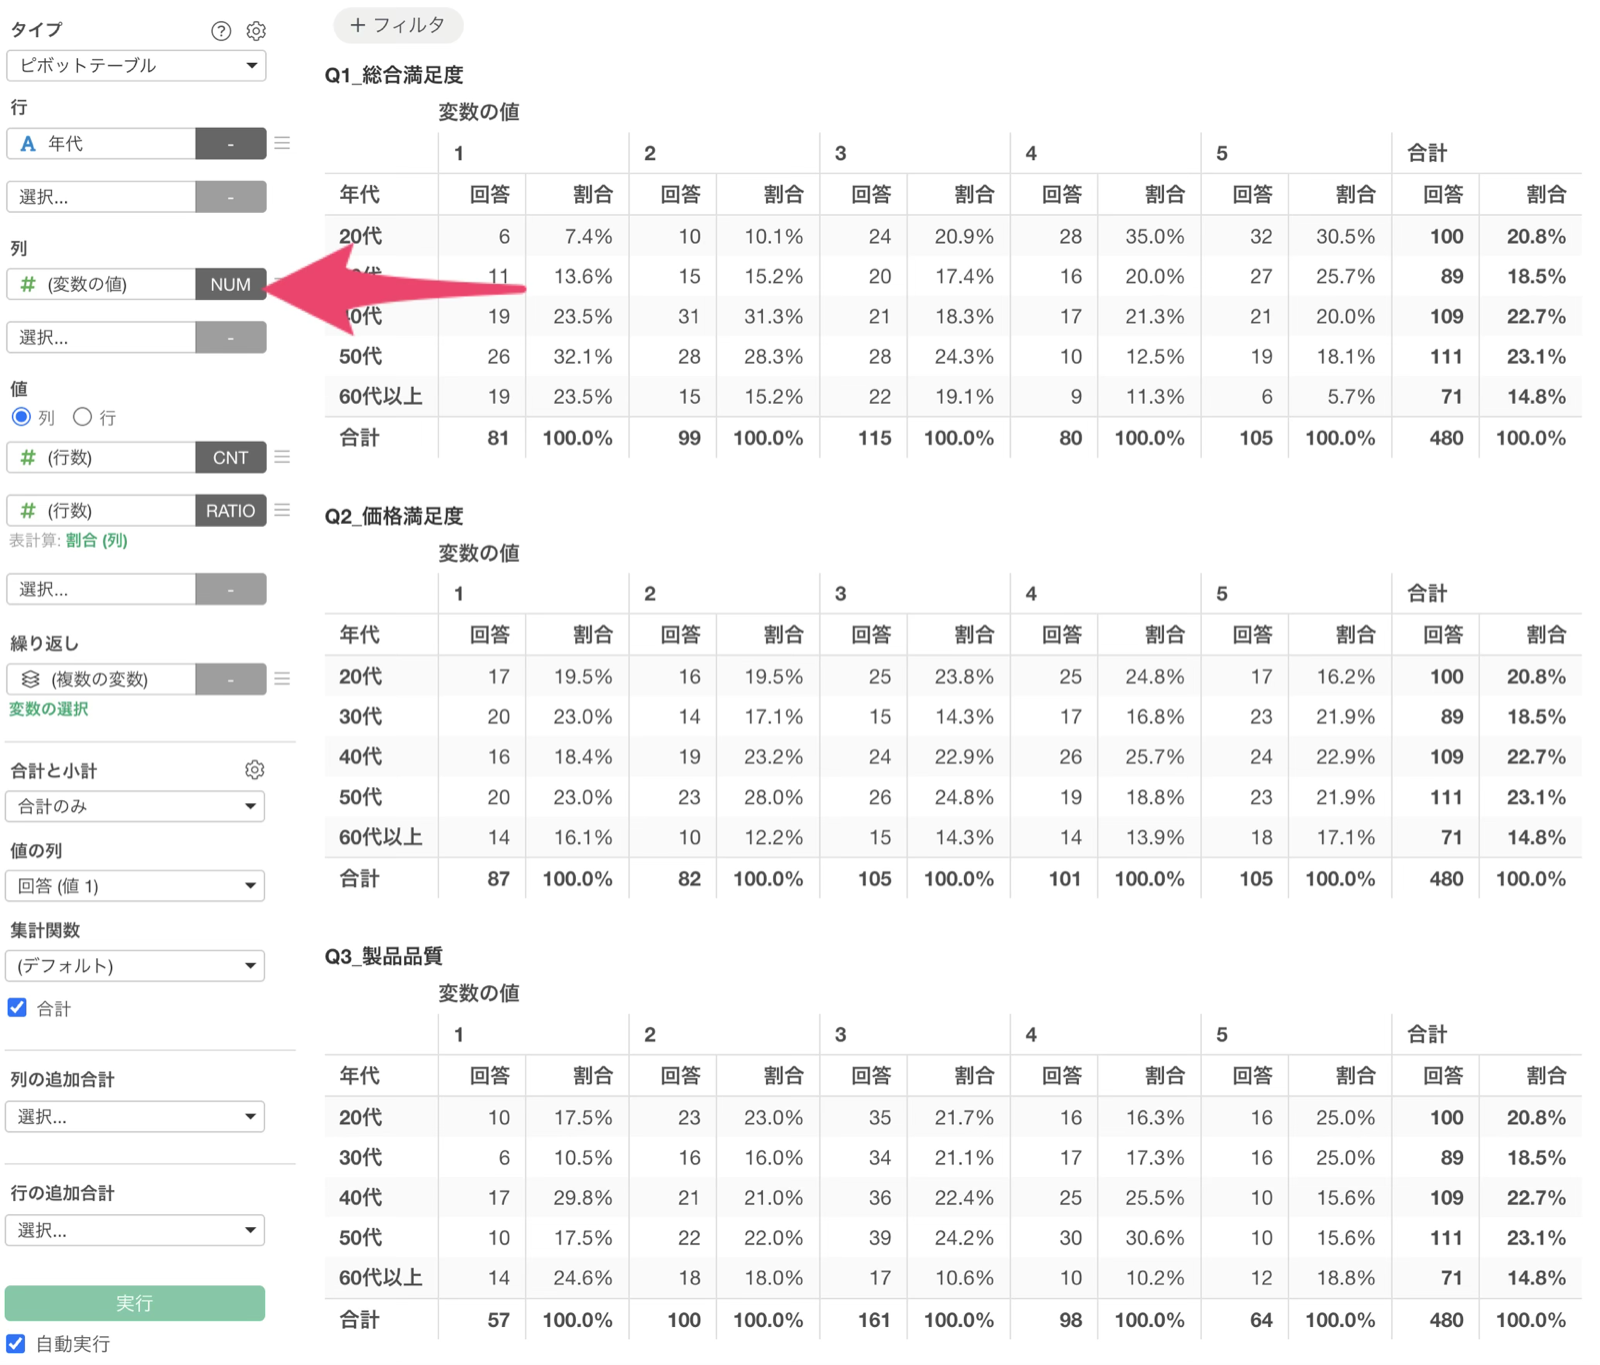 タイプ
ピボットテーブル
行
A 年代 -
選択... -
列
# (変数の値) NUM
選択... -
値
列 行
# (行数) CNT
# (行数) RATIO
表計算: 割合 (列)
選択... -
繰り返し
(複数の変数) -
変数の選択
合計と小計
合計のみ
値の列
回答 (値 1)
集計関数
(デフォルト)
合計
列の追加合計
選択...
行の追加合計
選択...
実行
自動実行
+ フィルタ
Q1_総合満足度
変数の値
1 2 3 4 5 合計
年代 回答 割合 回答 割合 回答 割合 回答 割合 回答 割合 回答 割合
20代 6 7.4% 10 10.1% 24 20.9% 28 35.0% 32 30.5% 100 20.8%
代 11 13.6% 15 15.2% 20 17.4% 16 20.0% 27 25.7% 89 18.5%
0代 19 23.5% 31 31.3% 21 18.3% 17 21.3% 21 20.0% 109 22.7%
50代 26 32.1% 28 28.3% 28 24.3% 10 12.5% 19 18.1% 111 23.1%
60代以上 19 23.5% 15 15.2% 22 19.1% 9 11.3% 6 5.7% 71 14.8%
合計 81 100.0% 99 100.0% 115 100.0% 80 100.0% 105 100.0% 480 100.0%
Q2_価格満足度
変数の値
1 2 3 4 5 合計
年代 回答 割合 回答 割合 回答 割合 回答 割合 回答 割合 回答 割合
20代 17 19.5% 16 19.5% 25 23.8% 25 24.8% 17 16.2% 100 20.8%
30代 20 23.0% 14 17.1% 15 14.3% 17 16.8% 23 21.9% 89 18.5%
40代 16 18.4% 19 23.2% 24 22.9% 26 25.7% 24 22.9% 109 22.7%
50代 20 23.0% 23 28.0% 26 24.8% 19 18.8% 23 21.9% 111 23.1%
60代以上 14 16.1% 10 12.2% 15 14.3% 14 13.9% 18 17.1% 71 14.8%
合計 87 100.0% 82 100.0% 105 100.0% 101 100.0% 105 100.0% 480 100.0%
Q3_製品品質
変数の値
1 2 3 4 5 合計
年代 回答 割合 回答 割合 回答 割合 回答 割合 回答 割合 回答 割合
20代 10 17.5% 23 23.0% 35 21.7% 16 16.3% 16 25.0% 100 20.8%
30代 6 10.5% 16 16.0% 34 21.1% 17 17.3% 16 25.0% 89 18.5%
40代 17 29.8% 21 21.0% 36 22.4% 25 25.5% 10 15.6% 109 22.7%
50代 10 17.5% 22 22.0% 39 24.2% 30 30.6% 10 15.6% 111 23.1%
60代以上 14 24.6% 18 18.0% 17 10.6% 10 10.2% 12 18.8% 71 14.8%
合計 57 100.0% 100 100.0% 161 100.0% 98 100.0% 64 100.0% 480 100.0%